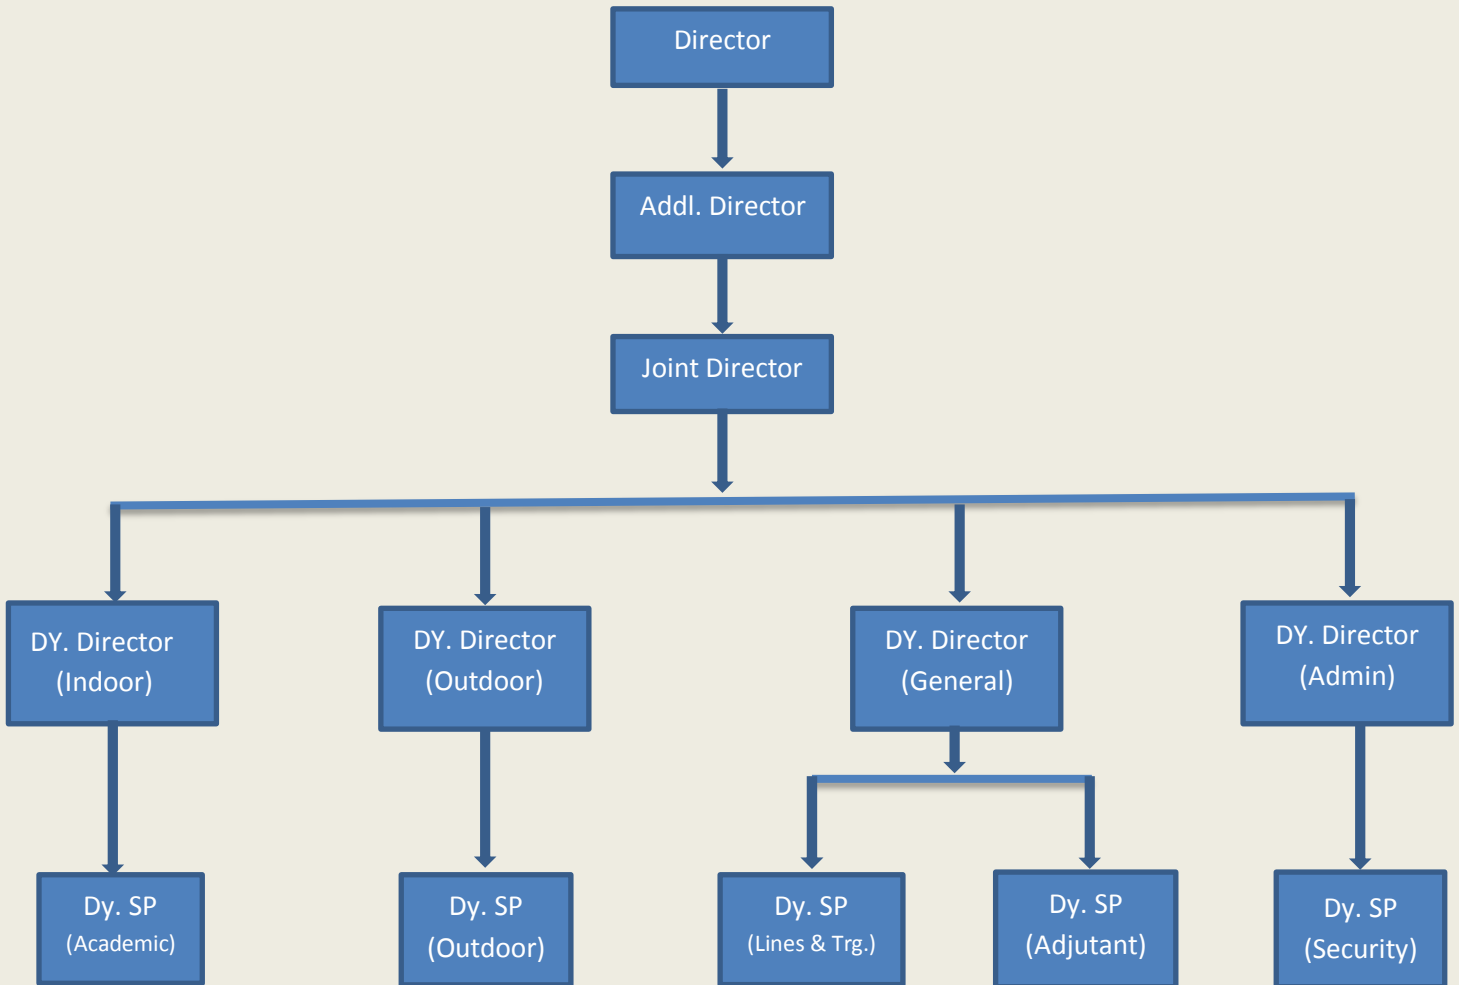 Director
Addl. Director
Joint Director
DY. Director
(Indoor)
DY. Director
(Outdoor)
DY. Director
(General)
DY. Director
(Admin)
Dy. SP
(Academic)
Dy. SP
(Outdoor)
Dy. SP
(Lines & Trg.)
Dy. SP
(Adjutant)
Dy. SP
(Security)